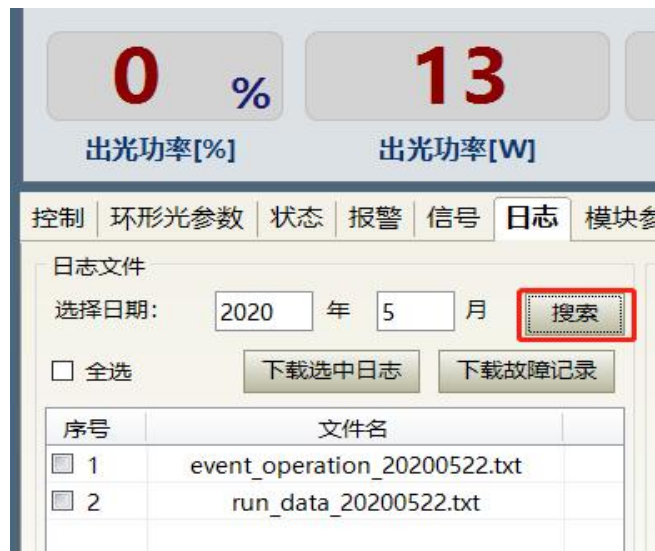 0 % 13
出光功率[%] 出光功率[W]
控制 环形光参数 状态 报警 信号 日志 模块参
日志文件
选择日期: 2020 年 5 月 搜索
全选 下载选中日志 下载故障记录
序号 文件名
1 event_operation_20200522.txt
2 run_data_20200522.txt